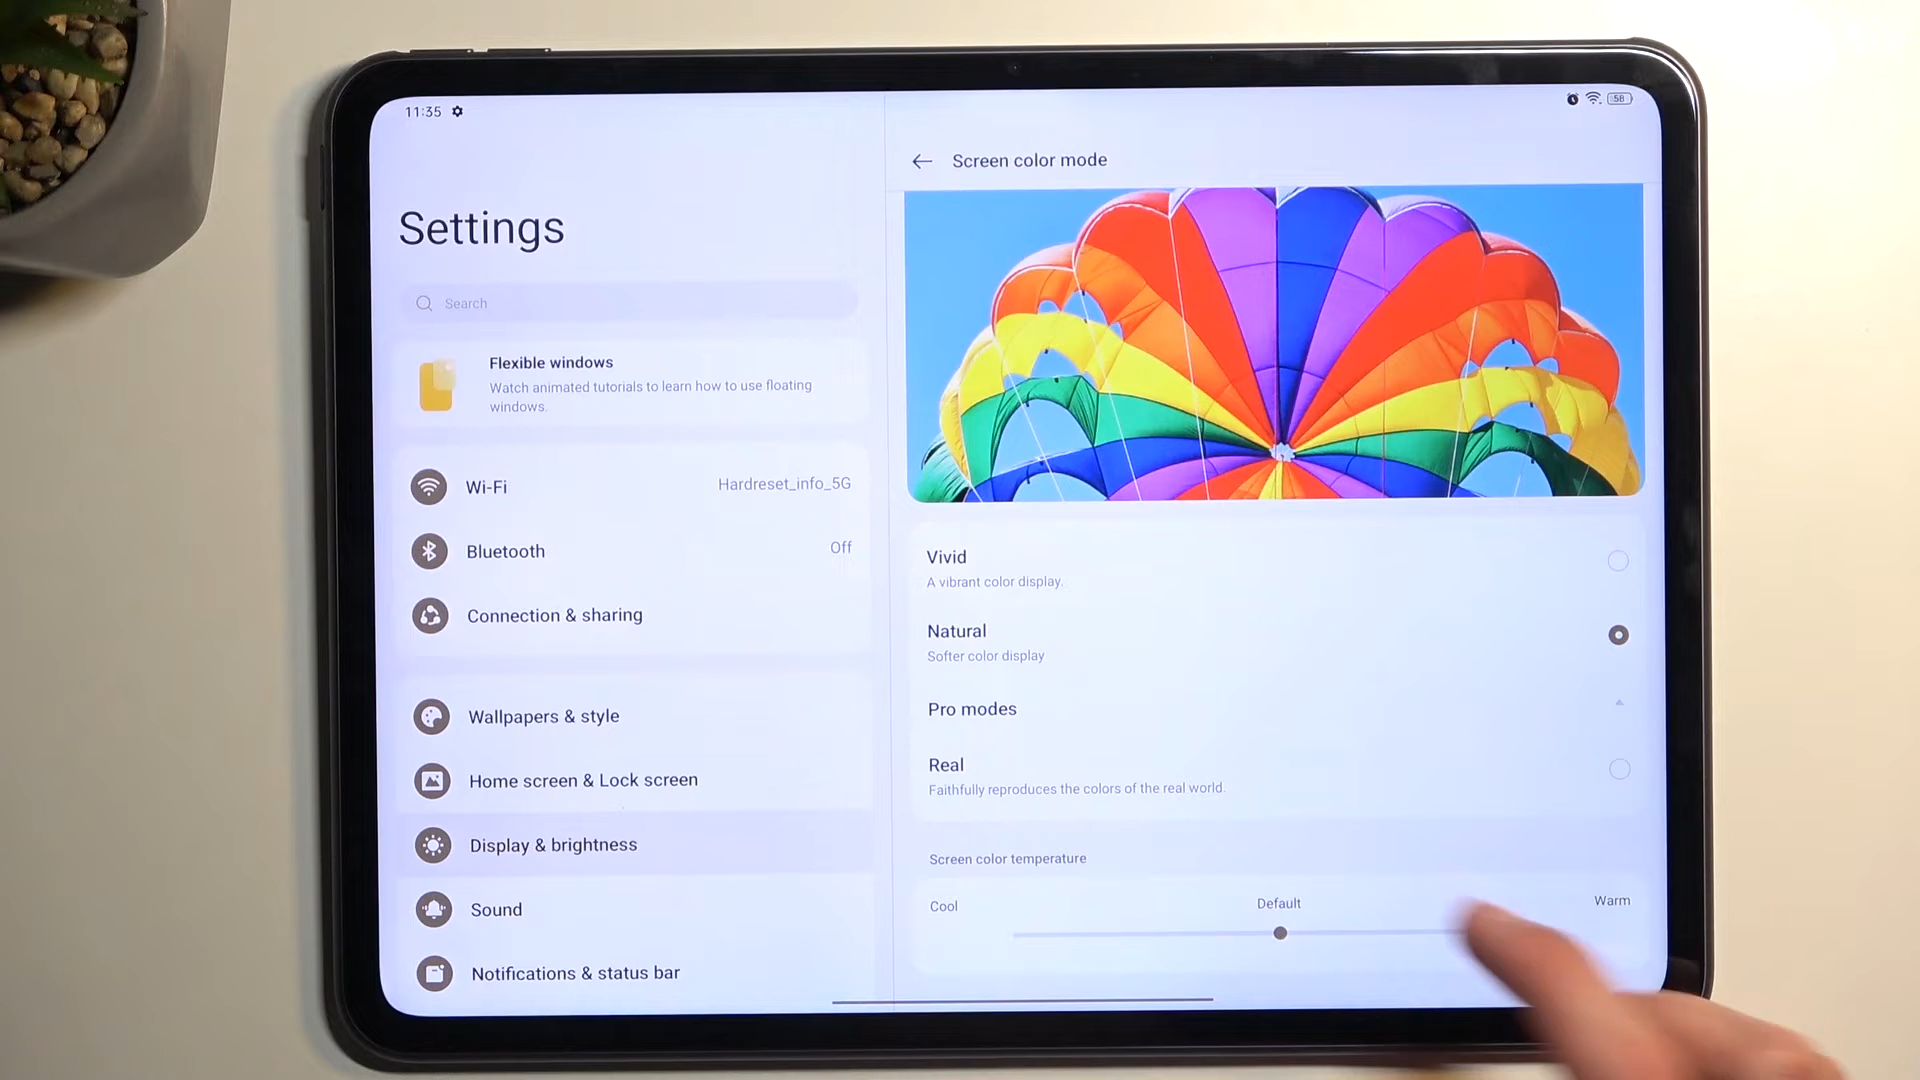 11:35
58
Settings
Search
Flexible windows
Watch animated tutorials to learn how to use floating
windows.
Wi-Fi
Hardreset_info_5G
Bluetooth
Off
Connection & sharing
Wallpapers & style
Home screen & Lock screen
Display & brightness
Sound
Notifications & status bar
Screen color mode
Vivid
A vibrant color display.
Natural
Softer color display
Pro modes
Real
Faithfully reproduces the colors of the real world.
Screen color temperature
Cool
Default
Warm